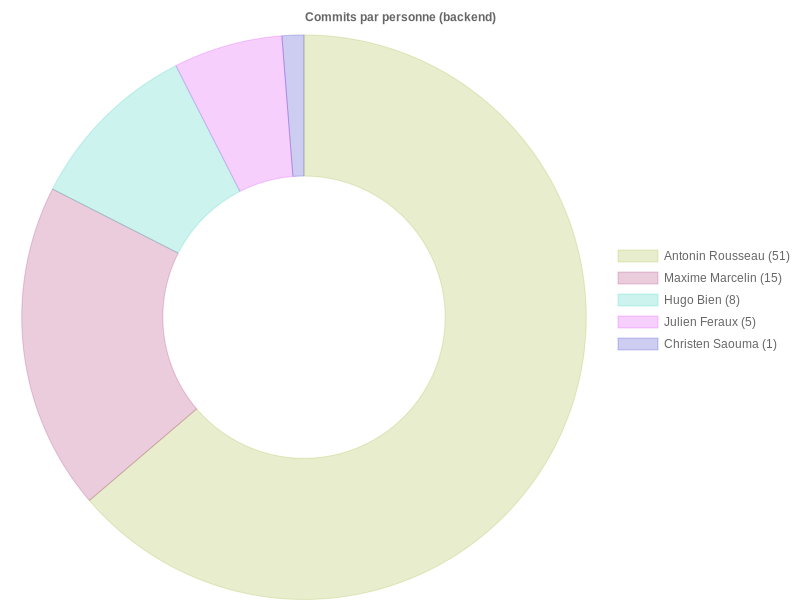 Commits par personne (backend)
Antonin Rousseau (51)
Maxime Marcelin (15)
Hugo Bien (8)
Julien Feraux (5)
Christen Saouma (1)